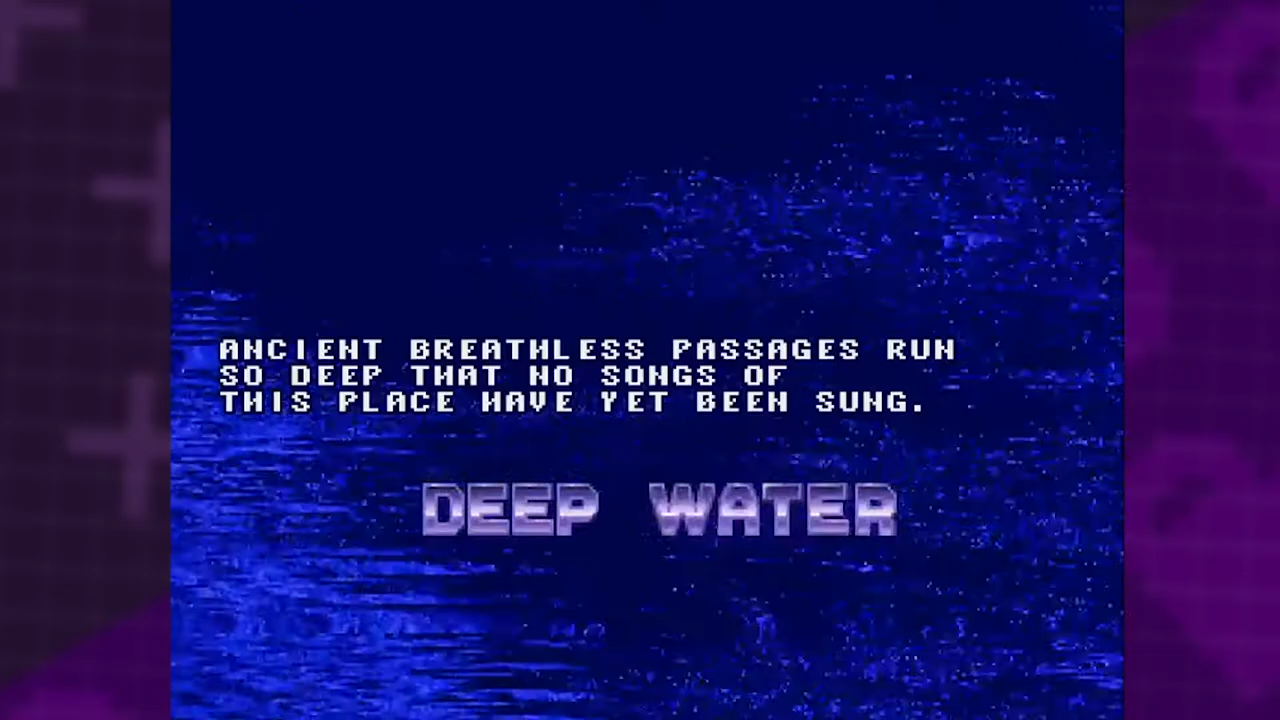 ANCIENT BREATHLESS PASSAGES RUN
SO DEEP THAT NO SONGS OF
THIS PLACE HAVE YET BEEN SUNG.
DEEP WATER